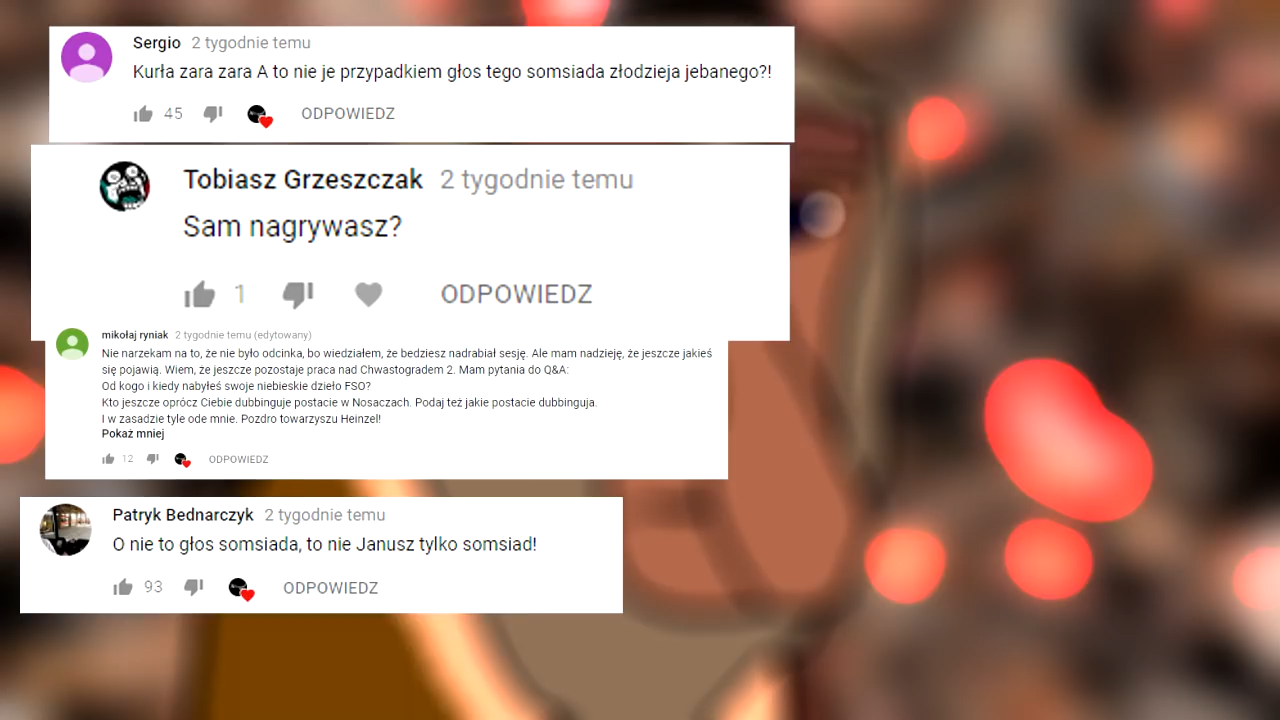 Sergio 2 tygodnie temu
Kurła zara zara A to nie je przypadkiem głos tego somsiada złodzieja jebanego?!
45 ODPOWIEDZ
Tobiasz Grzeszczak 2 tygodnie temu
Sam nagrywasz?
1 ODPOWIEDZ
mikołaj ryniak 2 tygodnie temu (edytowany)
Nie narzekam na to, że nie było odcinka, bo wiedziałem, że bedziesz nadrabiał sesję. Ale mam nadzieję, że jeszcze jakieś
się pojawią. Wiem, że jeszcze pozostaje praca nad Chwastogradem 2. Mam pytania do Q&A:
Od kogo i kiedy nabyłeś swoje niebieskie dzieło FSO?
Kto jeszcze oprócz Ciebie dubbinguje postacie w Nosaczach. Podaj też jakie postacie dubbinguja.
I w zasadzie tyle ode mnie. Pozdro towarzyszu Heinzel!
Pokaż mniej
12 ODPOWIEDZ
Patryk Bednarczyk 2 tygodnie temu
O nie to głos somsiada, to nie Janusz tylko somsiad!
93 ODPOWIEDZ